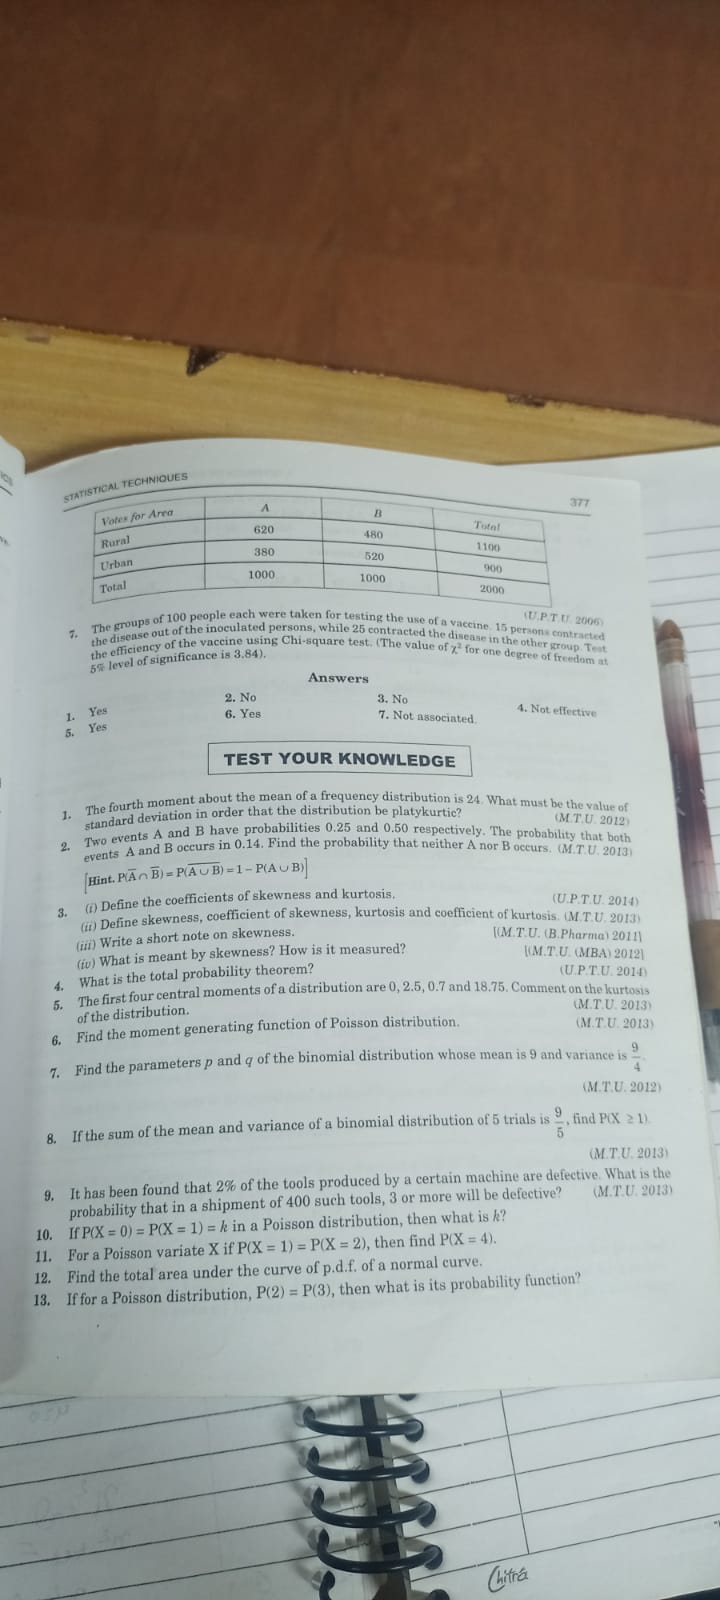 STATISTICAL TECHNIQUES 377
Votes for Area A B Total
Rural 620 480 1100
Urban 380 520 900
Total 1000 1000 2000
(U.P.T.U. 2006)
7. The groups of 100 people each were taken for testing the use of a vaccine. 15 persons contracted
the disease out of the inoculated persons, while 25 contracted the disease in the other group. Test
the efficiency of the vaccine using Chi-square test. (The value of χ² for one degree of freedom at
5% level of significance is 3.84).
Answers
1. Yes 2. No 3. No 4. Not effective
5. Yes 6. Yes 7. Not associated.
TEST YOUR KNOWLEDGE
1. The fourth moment about the mean of a frequency distribution is 24. What must be the value of
standard deviation in order that the distribution be platykurtic? (M.T.U. 2012)
2. Two events A and B have probabilities 0.25 and 0.50 respectively. The probability that both
events A and B occurs in 0.14. Find the probability that neither A nor B occurs. (M.T.U. 2013)
[Hint. P(A̅ ∩ B̅) = P(A̅ ̅∪̅ ̅B̅) = 1 – P(A ∪ B)]
3. (i) Define the coefficients of skewness and kurtosis. (U.P.T.U. 2014)
(ii) Define skewness, coefficient of skewness, kurtosis and coefficient of kurtosis. (M.T.U. 2013)
(iii) Write a short note on skewness. [(M.T.U. (B.Pharma) 2011]
(iv) What is meant by skewness? How is it measured? [(M.T.U. (MBA) 2012]
4. What is the total probability theorem? (U.P.T.U. 2014)
5. The first four central moments of a distribution are 0, 2.5, 0.7 and 18.75. Comment on the kurtosis
of the distribution. (M.T.U. 2013)
6. Find the moment generating function of Poisson distribution. (M.T.U. 2013)
7. Find the parameters p and q of the binomial distribution whose mean is 9 and variance is 9/4.
(M.T.U. 2012)
8. If the sum of the mean and variance of a binomial distribution of 5 trials is 9/5, find P(X ≥ 1).
(M.T.U. 2013)
9. It has been found that 2% of the tools produced by a certain machine are defective. What is the
probability that in a shipment of 400 such tools, 3 or more will be defective? (M.T.U. 2013)
10. If P(X = 0) = P(X = 1) = k in a Poisson distribution, then what is k?
11. For a Poisson variate X if P(X = 1) = P(X = 2), then find P(X = 4).
12. Find the total area under the curve of p.d.f. of a normal curve.
13. If for a Poisson distribution, P(2) = P(3), then what is its probability function?
Chitra